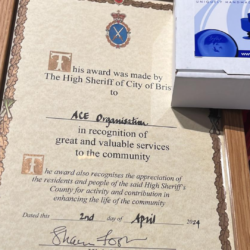 This award was made by
The High Sheriff of City of Bris
to
ACE Organisation
in recognition of
great and valuable services
to the community
The award also recognises the appreciation of
the residents and people of the said High Sheriff's
County for activity and contribution in
enhancing the life of the community
Dated this 2nd day of April 2024